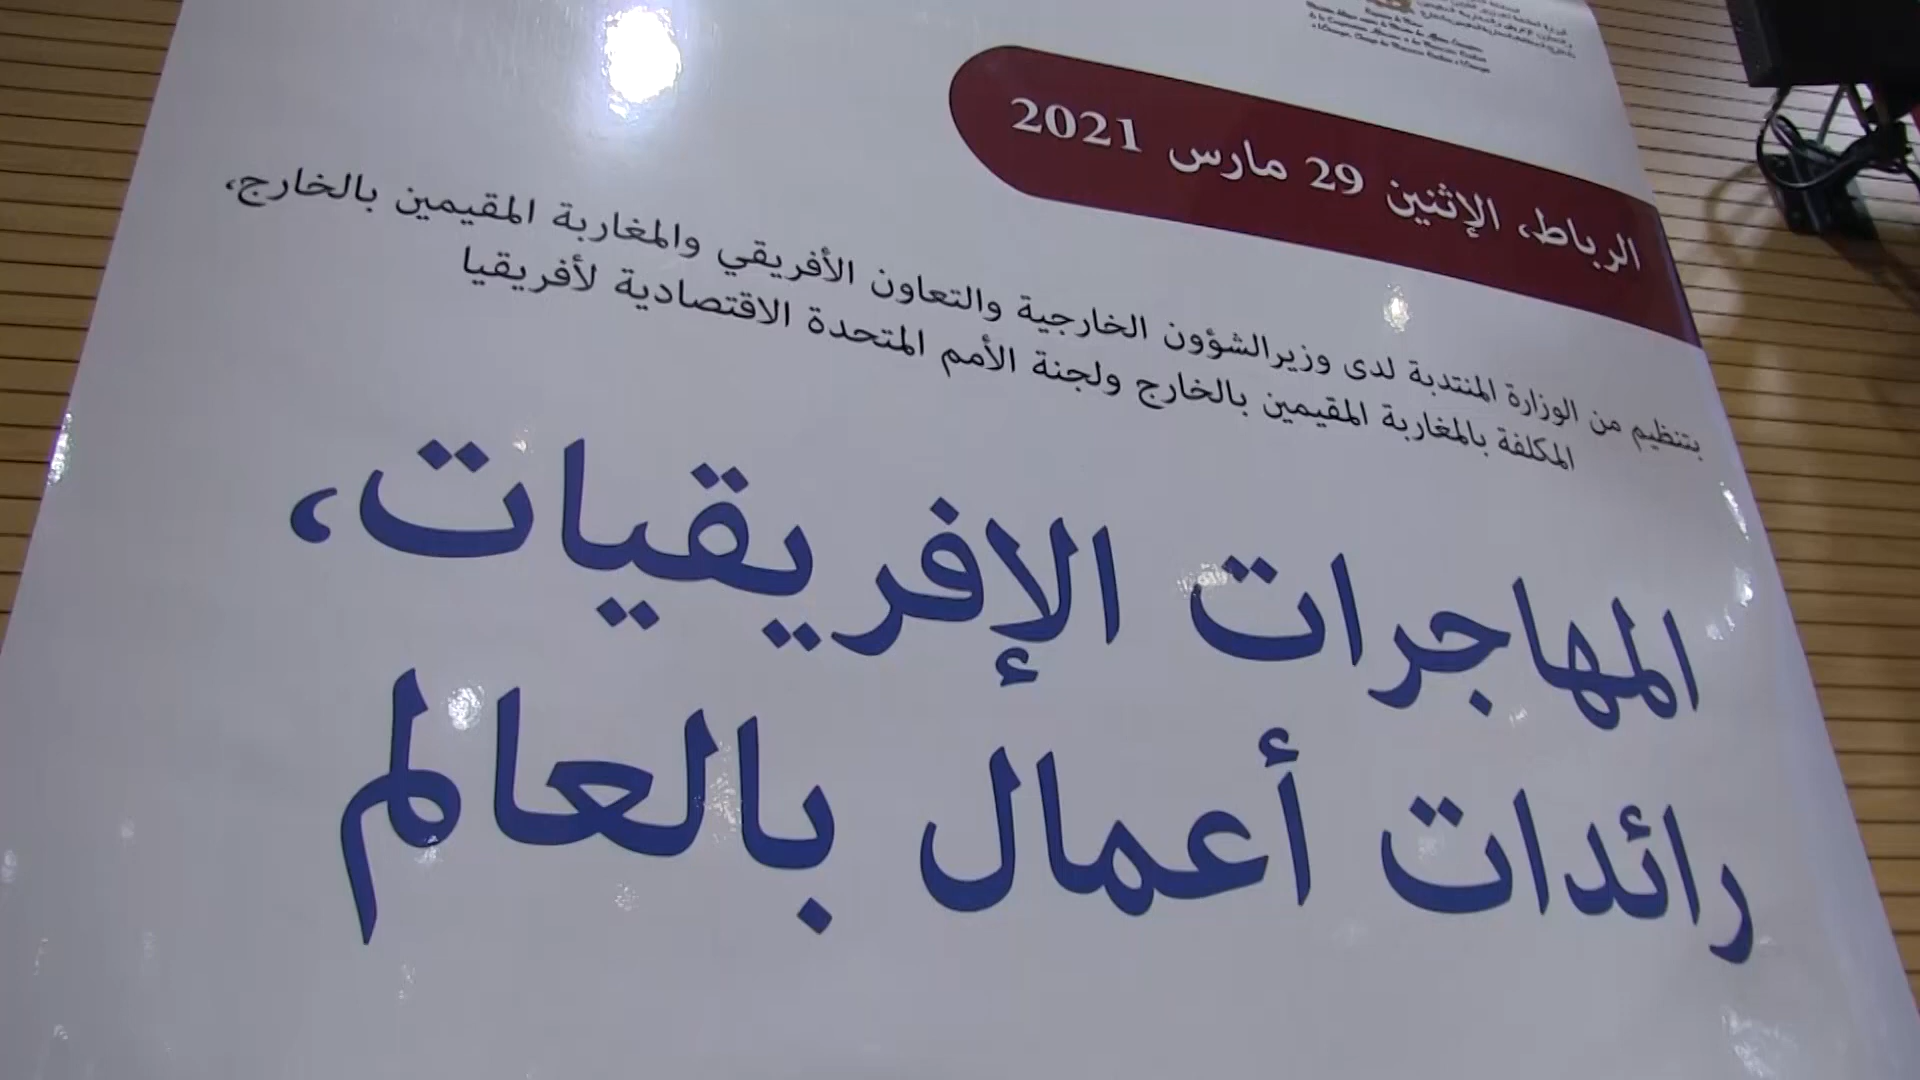 الرباط، الإثنين 29 مارس 2021
بتنظيم من الوزارة المنتدبة لدى وزيرالشؤون الخارجية والتعاون الأفريقي والمغاربة المقيمين بالخارج،
المكلفة بالمغاربة المقيمين بالخارج ولجنة الأمم المتحدة الاقتصادية لأفريقيا
المهاجرات الإفريقيات،
رائدات أعمال بالعالم